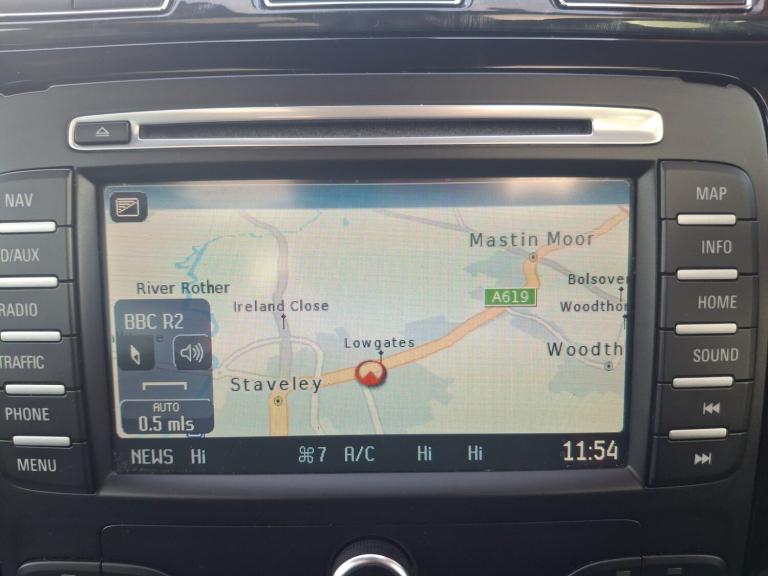 NAV
D/AUX
RADIO
TRAFFIC
PHONE
MENU
Mastin Moor
River Rother
Bolsover
A619
Ireland Close
Woodthor
BBC R2
Lowgates
Woodth
Staveley
AUTO
0.5 mls
NEWS Hi 7 A/C Hi Hi 11:54
MAP
INFO
HOME
SOUND